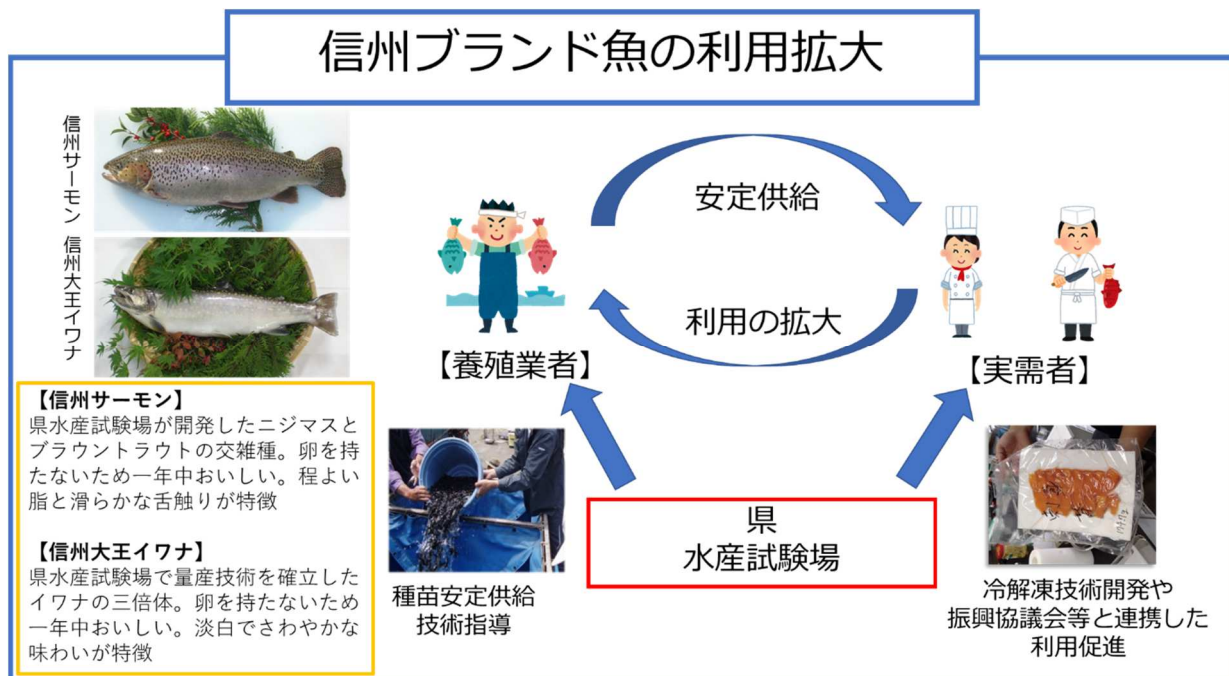 信州ブランド魚の利用拡大
信州サーモン
信州大王イワナ
安定供給
利用の拡大
【養殖業者】
【実需者】
【信州サーモン】
県水産試験場が開発したニジマスと
ブラウントラウトの交雑種。卵を持
たないため一年中おいしい。程よい
脂と滑らかな舌触りが特徴
【信州大王イワナ】
県水産試験場で量産技術を確立した
イワナの三倍体。卵を持たないため
一年中おいしい。淡白でさわやかな
味わいが特徴
種苗安定供給
技術指導
県
水産試験場
冷解凍技術開発や
振興協議会等と連携した
利用促進